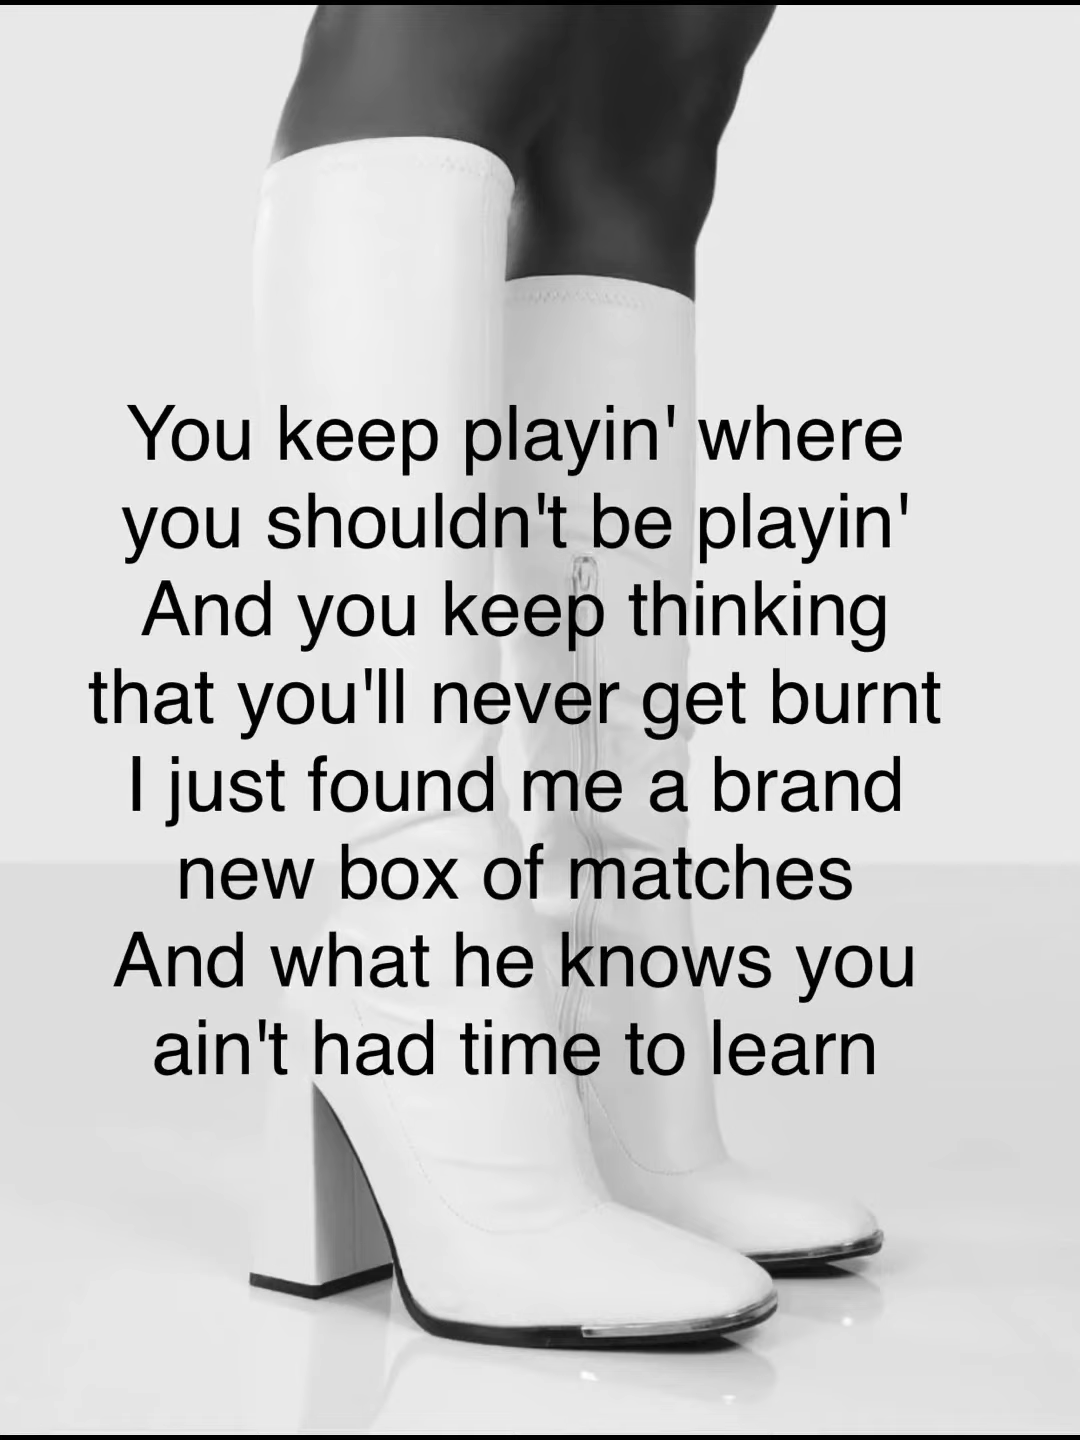 You keep playin' where
you shouldn't be playin'
And you keep thinking
that you'll never get burnt
I just found me a brand
new box of matches
And what he knows you
ain't had time to learn